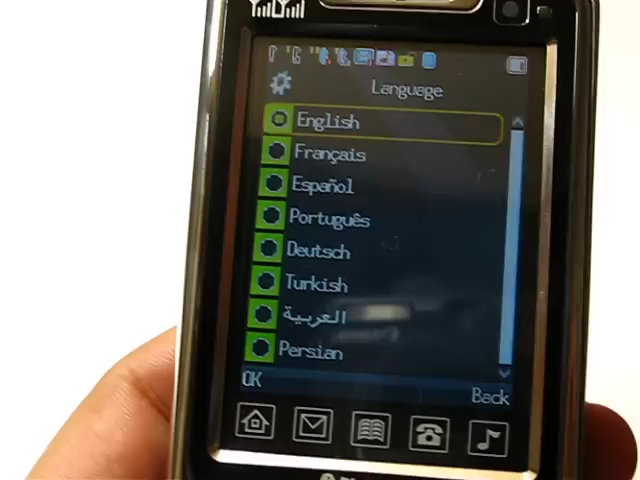 Language
English
Français
Español
Português
Deutsch
Turkish
العربية
Persian
OK
Back